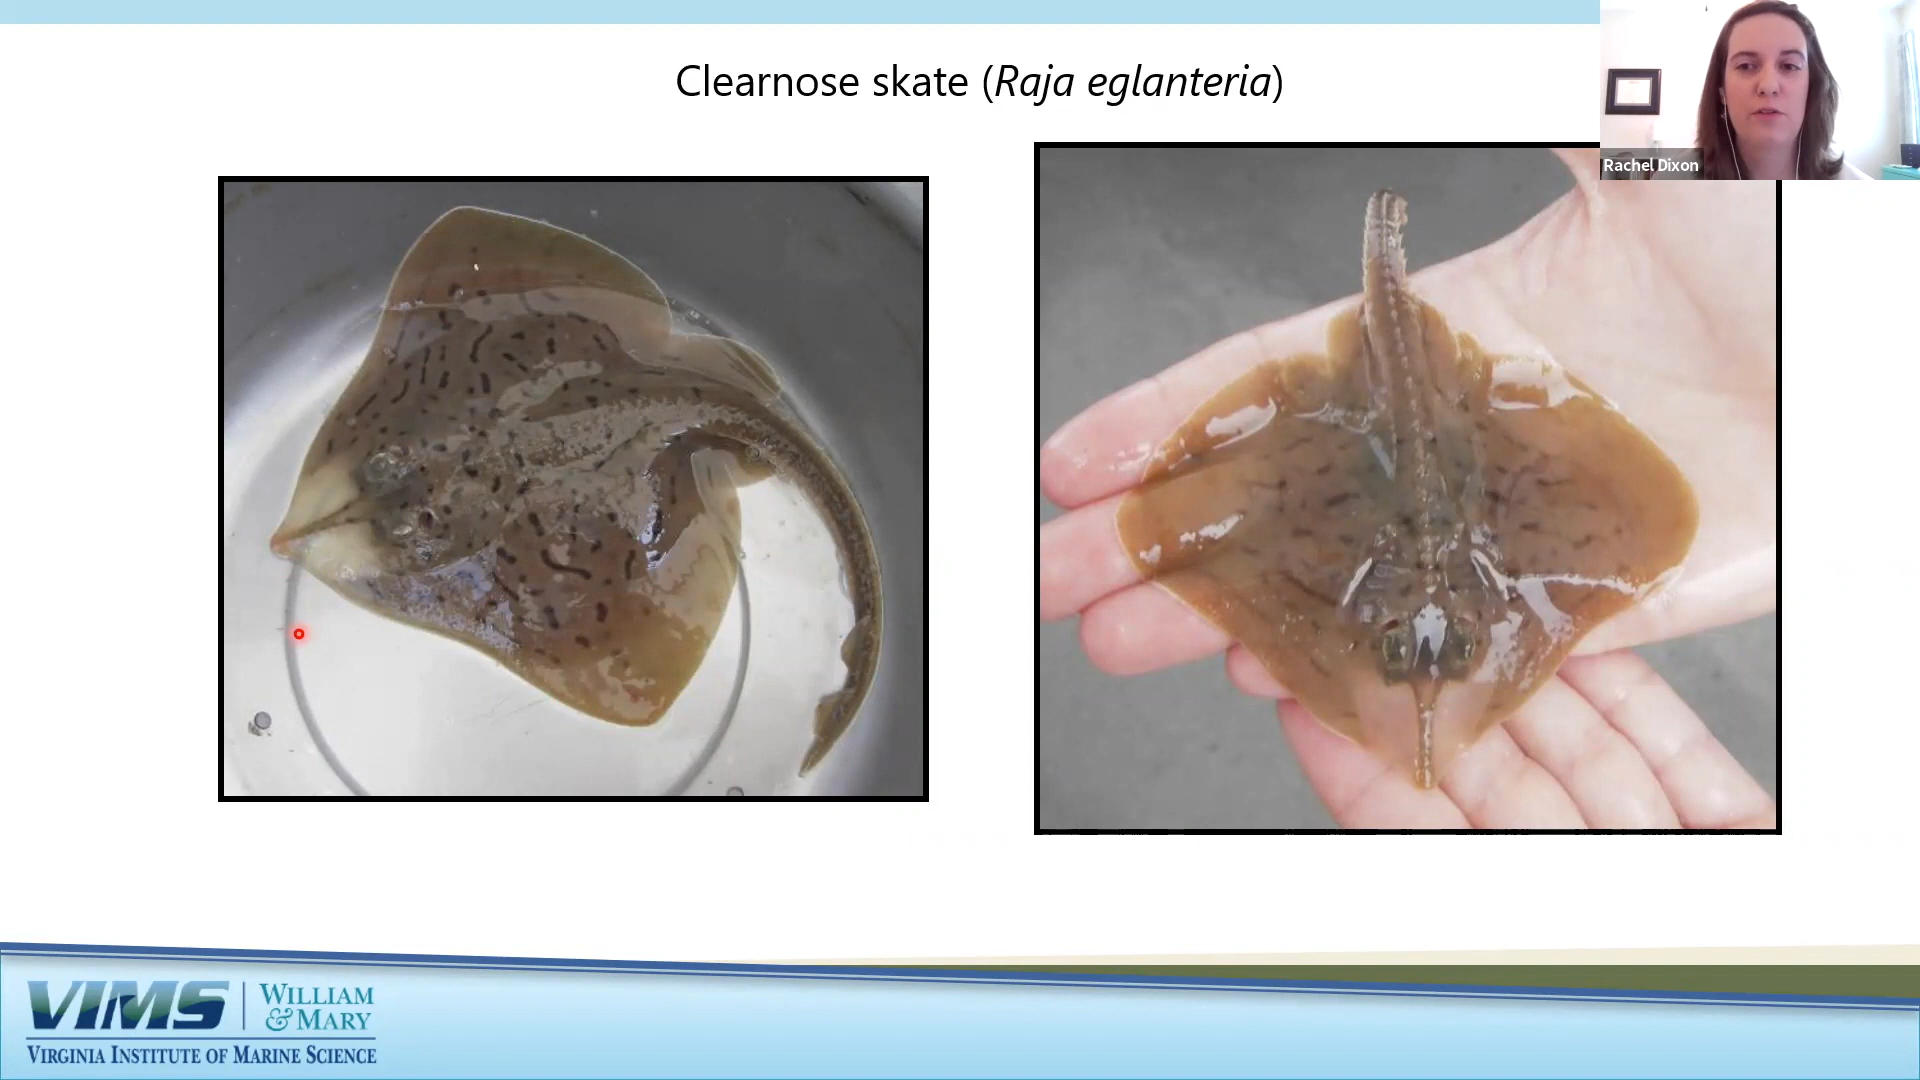 Clearnose skate (Raja eglanteria)
Rachel Dixon
VIMS
WILLIAM
& MARY
VIRGINIA INSTITUTE OF MARINE SCIENCE